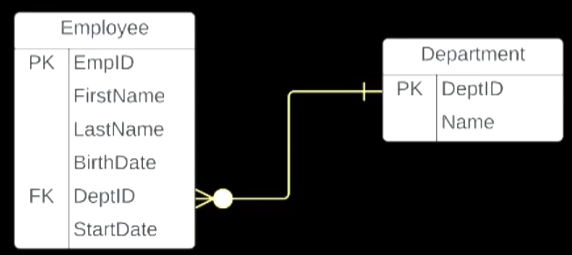 Employee
PK EmpID
FirstName
LastName
BirthDate
FK DeptID
StartDate
Department
PK DeptID
Name